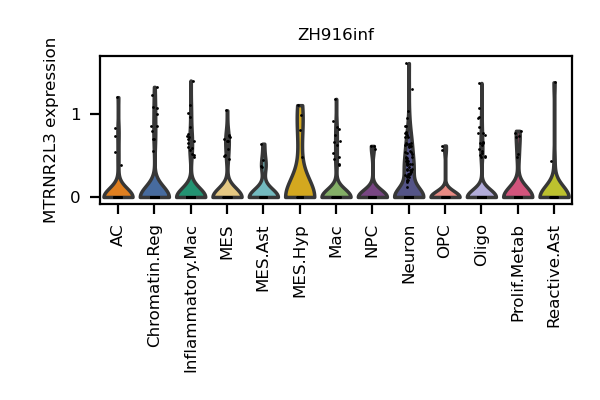 ZH916inf
MTRNR2L3 expression
1
0
AC
Chromatin.Reg
Inflammatory.Mac
MES
MES.Ast
MES.Hyp
Mac
NPC
Neuron
OPC
Oligo
Prolif.Metab
Reactive.Ast